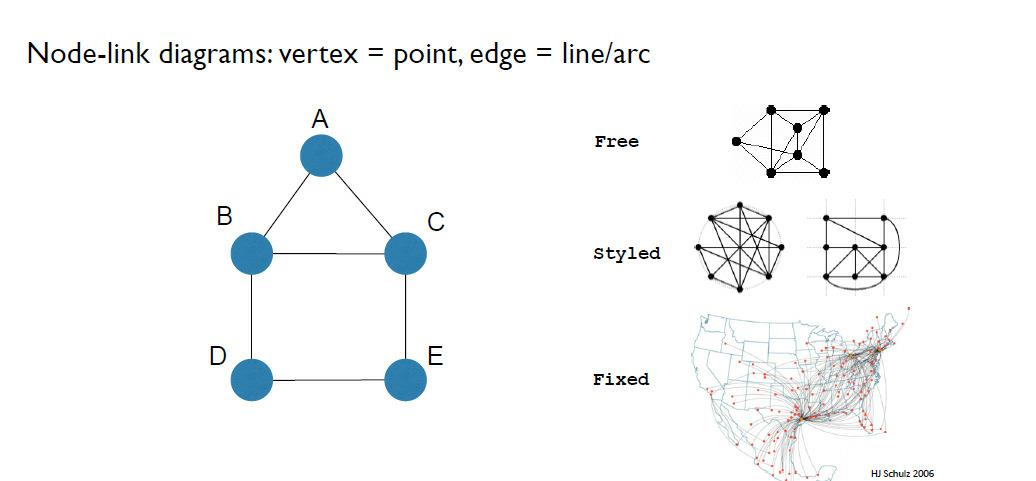 Node-link diagrams: vertex = point, edge = line/arc
A
B
C
D
E
Free
Styled
Fixed
HJ Schulz 2006